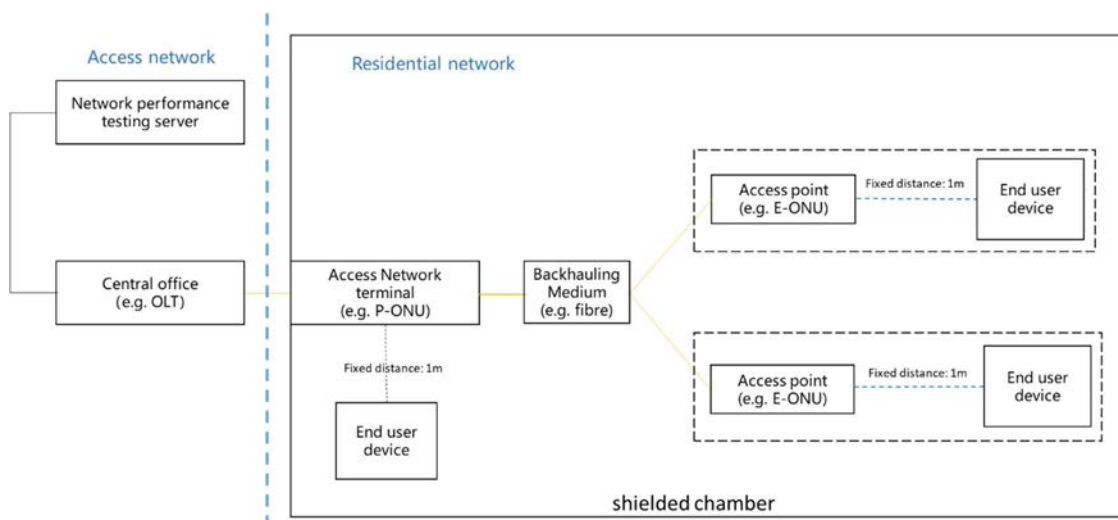 Access network
Network performance
testing server
Central office
(e.g. OLT)
Residential network
Access Network
terminal
(e.g. P-ONU)
Fixed distance: 1m
End user
device
Backhauling
Medium
(e.g. fibre)
Access point
(e.g. E-ONU)
Fixed distance: 1m
End user
device
Access point
(e.g. E-ONU)
Fixed distance: 1m
End user
device
shielded chamber